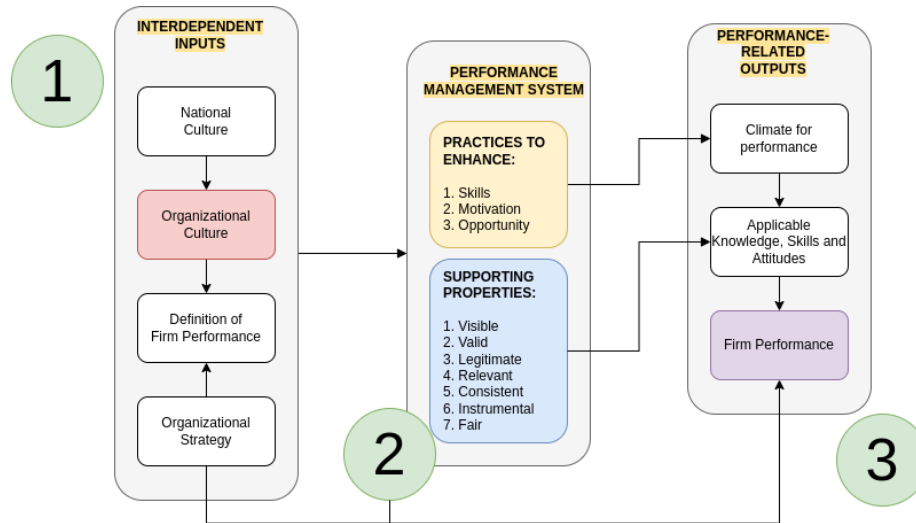 1
INTERDEPENDENT
INPUTS
National
Culture
Organizational
Culture
Definition of
Firm Performance
Organizational
Strategy
2
PERFORMANCE
MANAGEMENT SYSTEM
PRACTICES TO
ENHANCE:
1. Skills
2. Motivation
3. Opportunity
SUPPORTING
PROPERTIES:
1. Visible
2. Valid
3. Legitimate
4. Relevant
5. Consistent
6. Instrumental
7. Fair
PERFORMANCE-
RELATED
OUTPUTS
Climate for
performance
Applicable
Knowledge, Skills and
Attitudes
Firm Performance
3